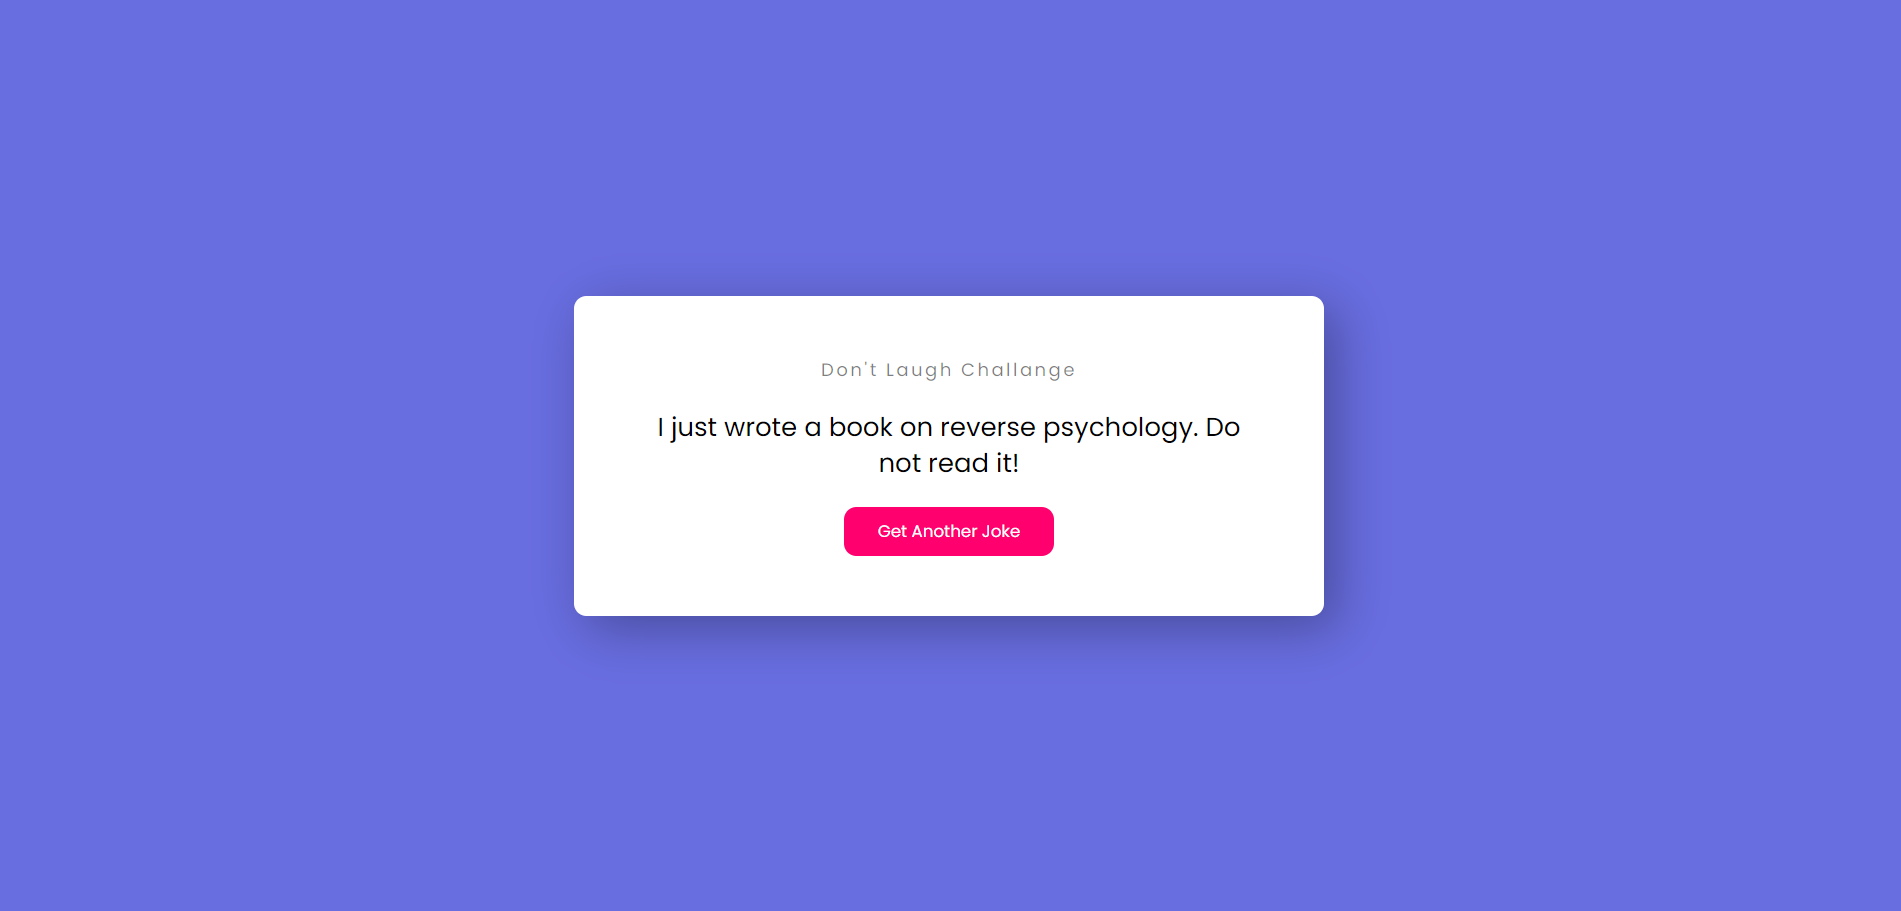 Don't Laugh Challange
I just wrote a book on reverse psychology. Do
not read it!
Get Another Joke